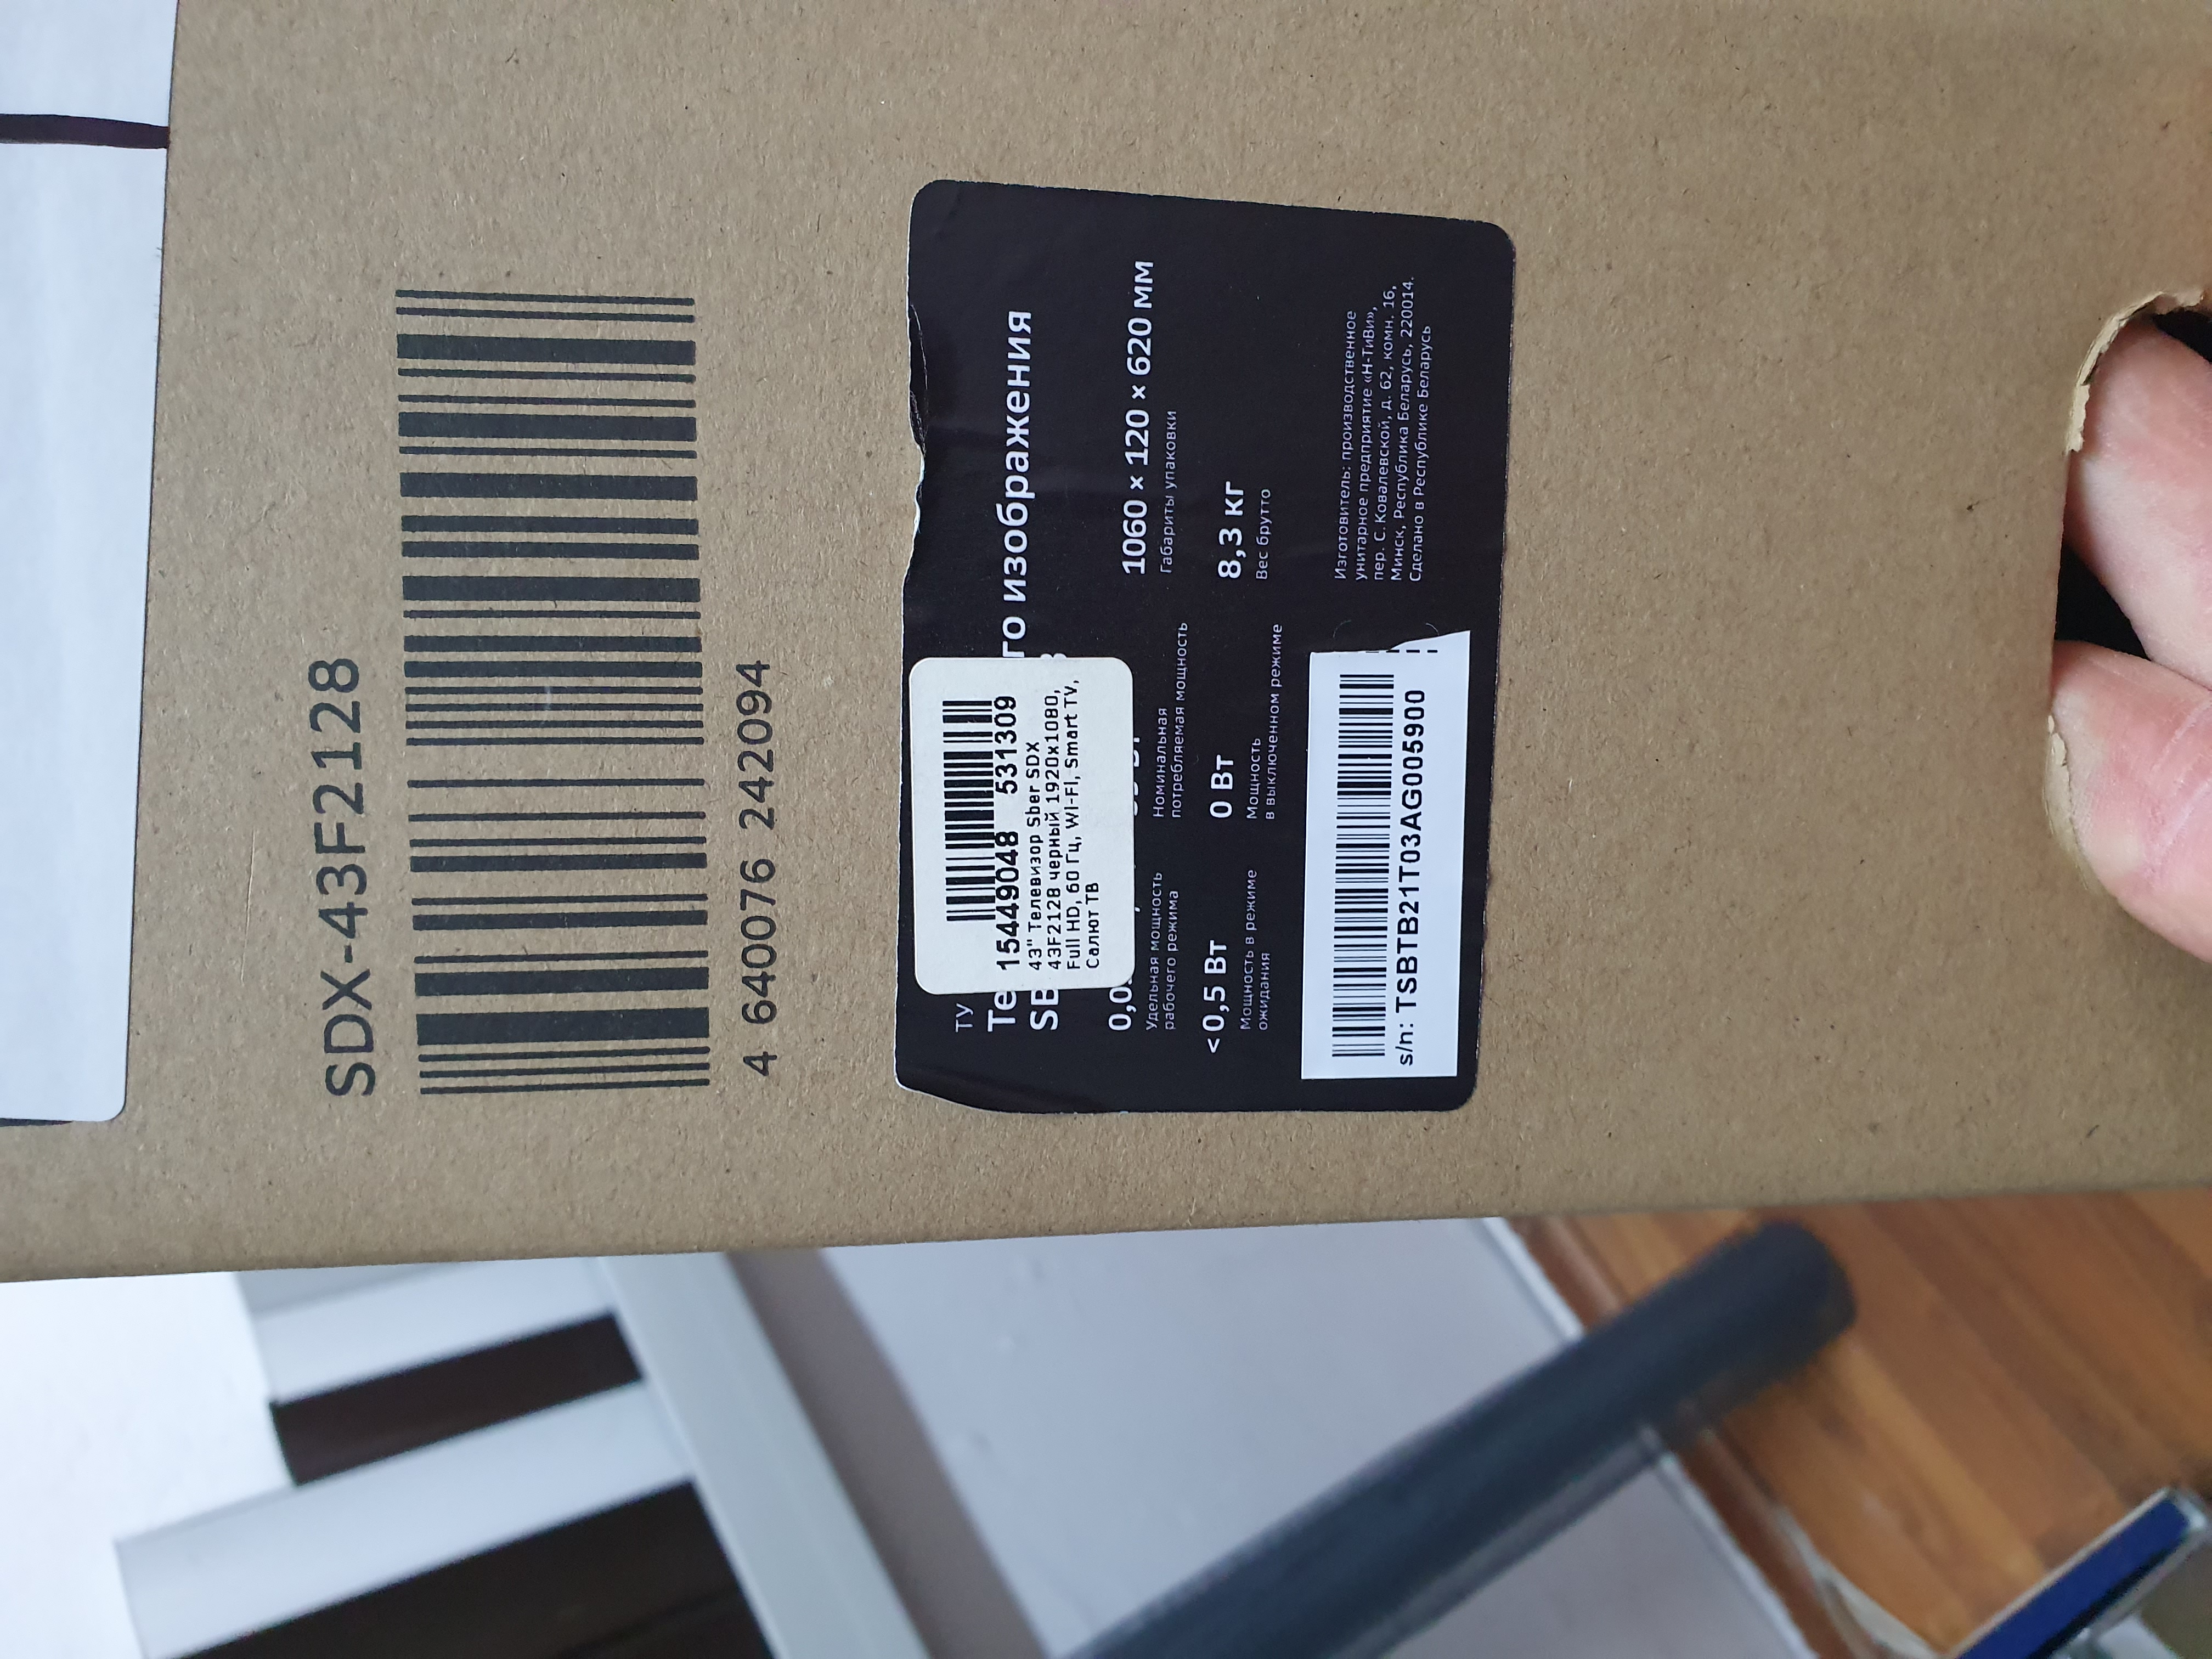 SDX-43F2128
4 640076 242094
ТУ
го изображения
SB
15449048 531309
43" Телевизор Sber SDX
43F2128 черный 1920x1080,
Full HD, 60 Гц, WI-FI, Smart TV,
Салют ТВ
Удельная мощность
рабочего режима
Номинальная
потребляемая мощность
1060 × 120 × 620 мм
Габариты упаковки
< 0,5 Вт
Мощность в режиме
ожидания
0 Вт
Мощность
в выключенном режиме
8,3 кг
Вес брутто
s/n: TSBTB21T03AG005900
Изготовитель: производственное
унитарное предприятие «Н-ТиВи»,
пер. С. Ковалевской, д. 62, комн. 16,
Минск, Республика Беларусь, 220014.
Сделано в Республике Беларусь